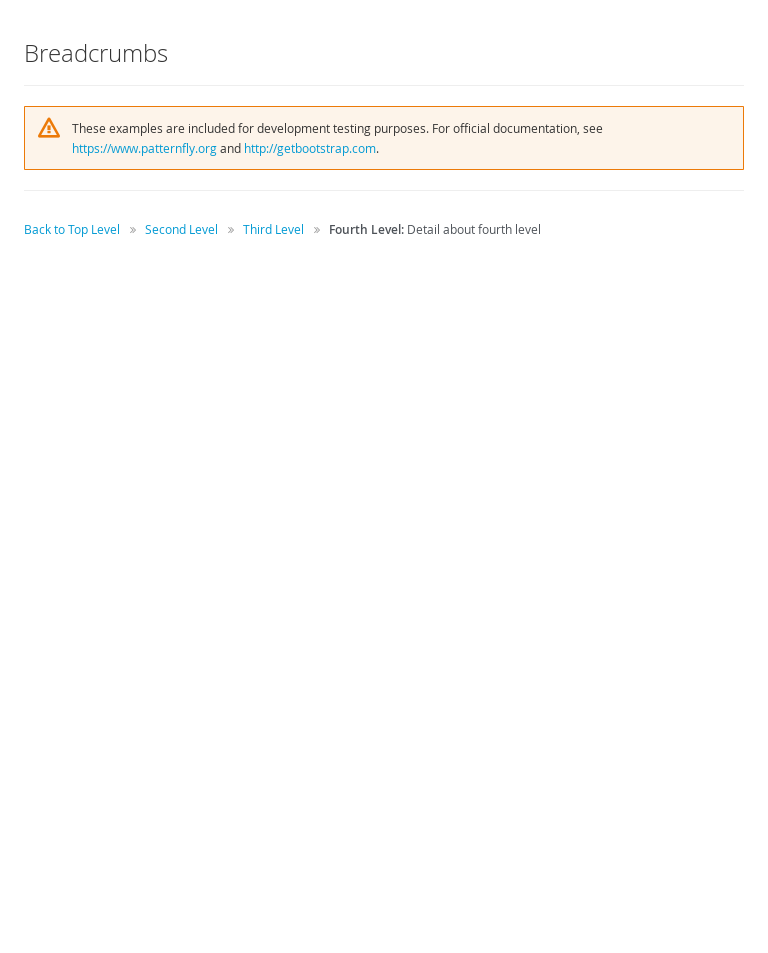 Breadcrumbs
These examples are included for development testing purposes. For official documentation, see
https://www.patternfly.org and http://getbootstrap.com.
Back to Top Level » Second Level » Third Level » Fourth Level: Detail about fourth level